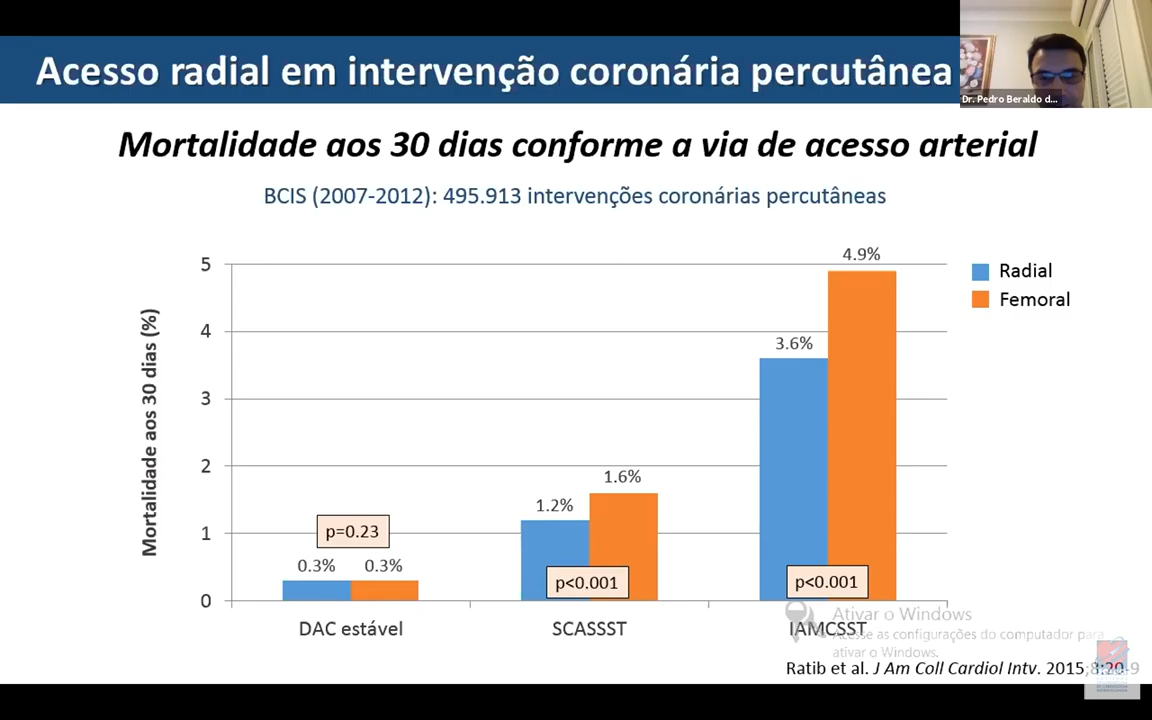 Acesso radial em intervenção coronária percutânea
Dr. Pedro Beraldo d...
Mortalidade aos 30 dias conforme a via de acesso arterial
BCIS (2007-2012): 495.913 intervenções coronárias percutâneas
Mortalidade aos 30 dias (%)
5
4
3
2
1
0
4.9%
3.6%
1.6%
1.2%
p=0.23
0.3%
0.3%
p<0.001
p<0.001
Radial
Femoral
DAC estável
SCASSST
IAMCSST
Ativar o Windows
Acesse as configurações do computador para
ativar o Windows.
Ratib et al. J Am Coll Cardiol Intv. 2015;8:20-9